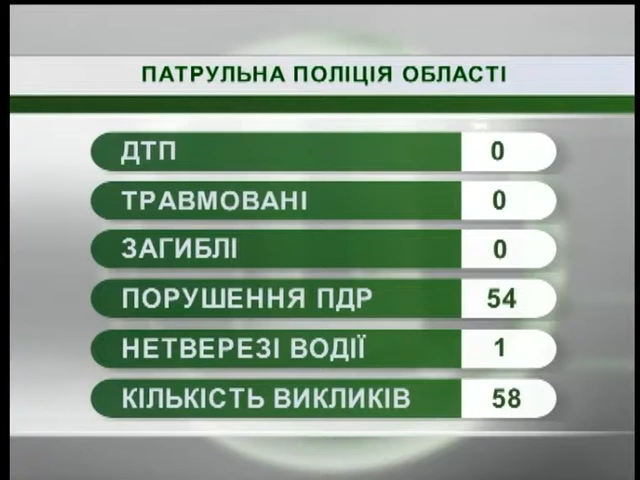 ПАТРУЛЬНА ПОЛІЦІЯ ОБЛАСТІ
ДТП 0
ТРАВМОВАНІ 0
ЗАГИБЛІ 0
ПОРУШЕННЯ ПДР 54
НЕТВЕРЕЗІ ВОДІЇ 1
КІЛЬКІСТЬ ВИКЛИКІВ 58